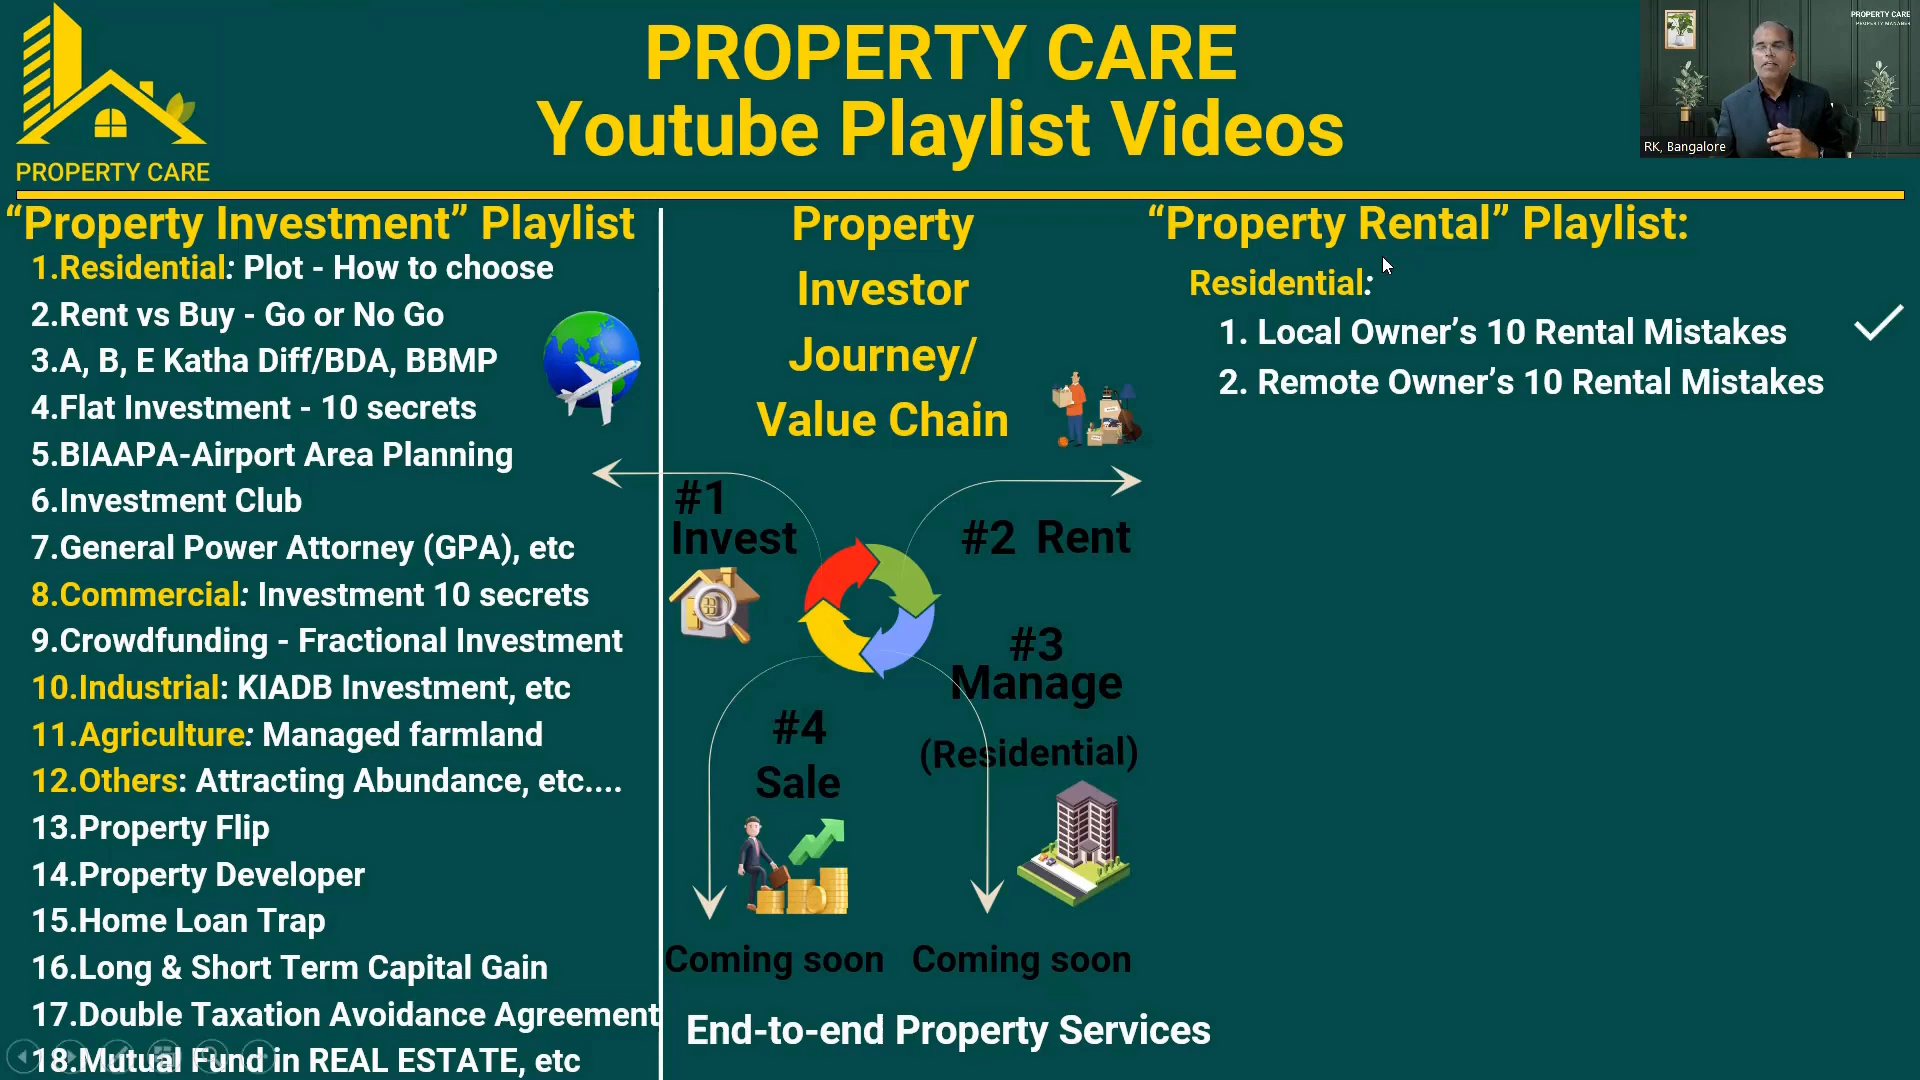 PROPERTY CARE
Youtube Playlist Videos
PROPERTY CARE
PROPERTY CARE
PROPERTY MANAGER
RK, Bangalore
“Property Investment” Playlist
1.Residential: Plot - How to choose
2.Rent vs Buy - Go or No Go
3.A, B, E Katha Diff/BDA, BBMP
4.Flat Investment - 10 secrets
5.BIAAPA-Airport Area Planning
6.Investment Club
7.General Power Attorney (GPA), etc
8.Commercial: Investment 10 secrets
9.Crowdfunding - Fractional Investment
10.Industrial: KIADB Investment, etc
11.Agriculture: Managed farmland
12.Others: Attracting Abundance, etc....
13.Property Flip
14.Property Developer
15.Home Loan Trap
16.Long & Short Term Capital Gain
17.Double Taxation Avoidance Agreement
18.Mutual Fund in REAL ESTATE, etc
Property
Investor
Journey/
Value Chain
#1
Invest
#2 Rent
#3
Manage
(Residential)
#4
Sale
Coming soon
Coming soon
End-to-end Property Services
“Property Rental” Playlist:
Residential:
1. Local Owner’s 10 Rental Mistakes
2. Remote Owner’s 10 Rental Mistakes